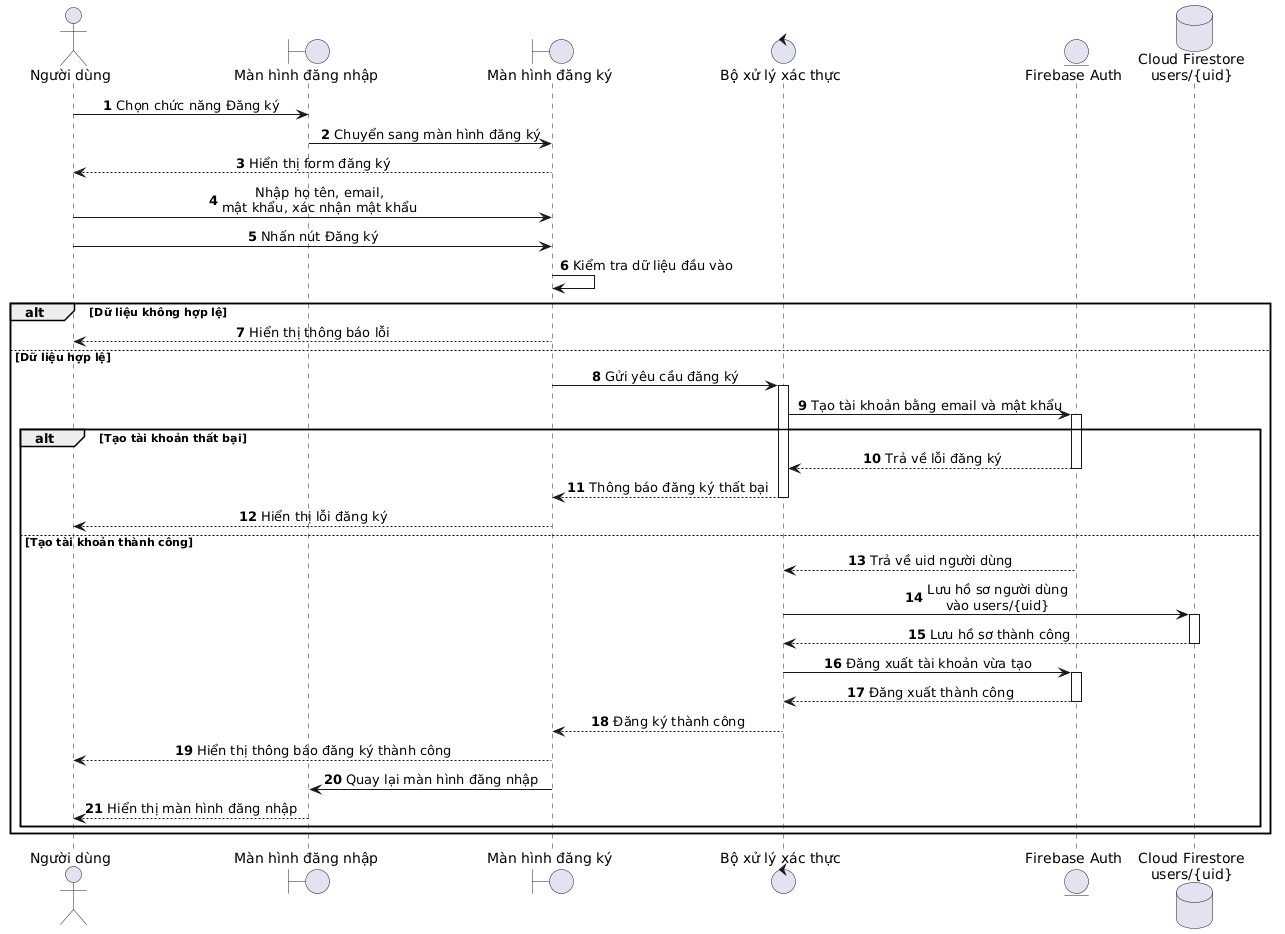 Người dùng
Màn hình đăng nhập
Màn hình đăng ký
Bộ xử lý xác thực
Firebase Auth
Cloud Firestore
users/{uid}
1 Chọn chức năng Đăng ký
2 Chuyển sang màn hình đăng ký
3 Hiển thị form đăng ký
4 Nhập họ tên, email,
mật khẩu, xác nhận mật khẩu
5 Nhấn nút Đăng ký
6 Kiểm tra dữ liệu đầu vào
alt [Dữ liệu không hợp lệ]
7 Hiển thị thông báo lỗi
[Dữ liệu hợp lệ]
8 Gửi yêu cầu đăng ký
9 Tạo tài khoản bằng email và mật khẩu
alt [Tạo tài khoản thất bại]
10 Trả về lỗi đăng ký
11 Thông báo đăng ký thất bại
12 Hiển thị lỗi đăng ký
[Tạo tài khoản thành công]
13 Trả về uid người dùng
14 Lưu hồ sơ người dùng
vào users/{uid}
15 Lưu hồ sơ thành công
16 Đăng xuất tài khoản vừa tạo
17 Đăng xuất thành công
18 Đăng ký thành công
19 Hiển thị thông báo đăng ký thành công
20 Quay lại màn hình đăng nhập
21 Hiển thị màn hình đăng nhập
Người dùng
Màn hình đăng nhập
Màn hình đăng ký
Bộ xử lý xác thực
Firebase Auth
Cloud Firestore
users/{uid}